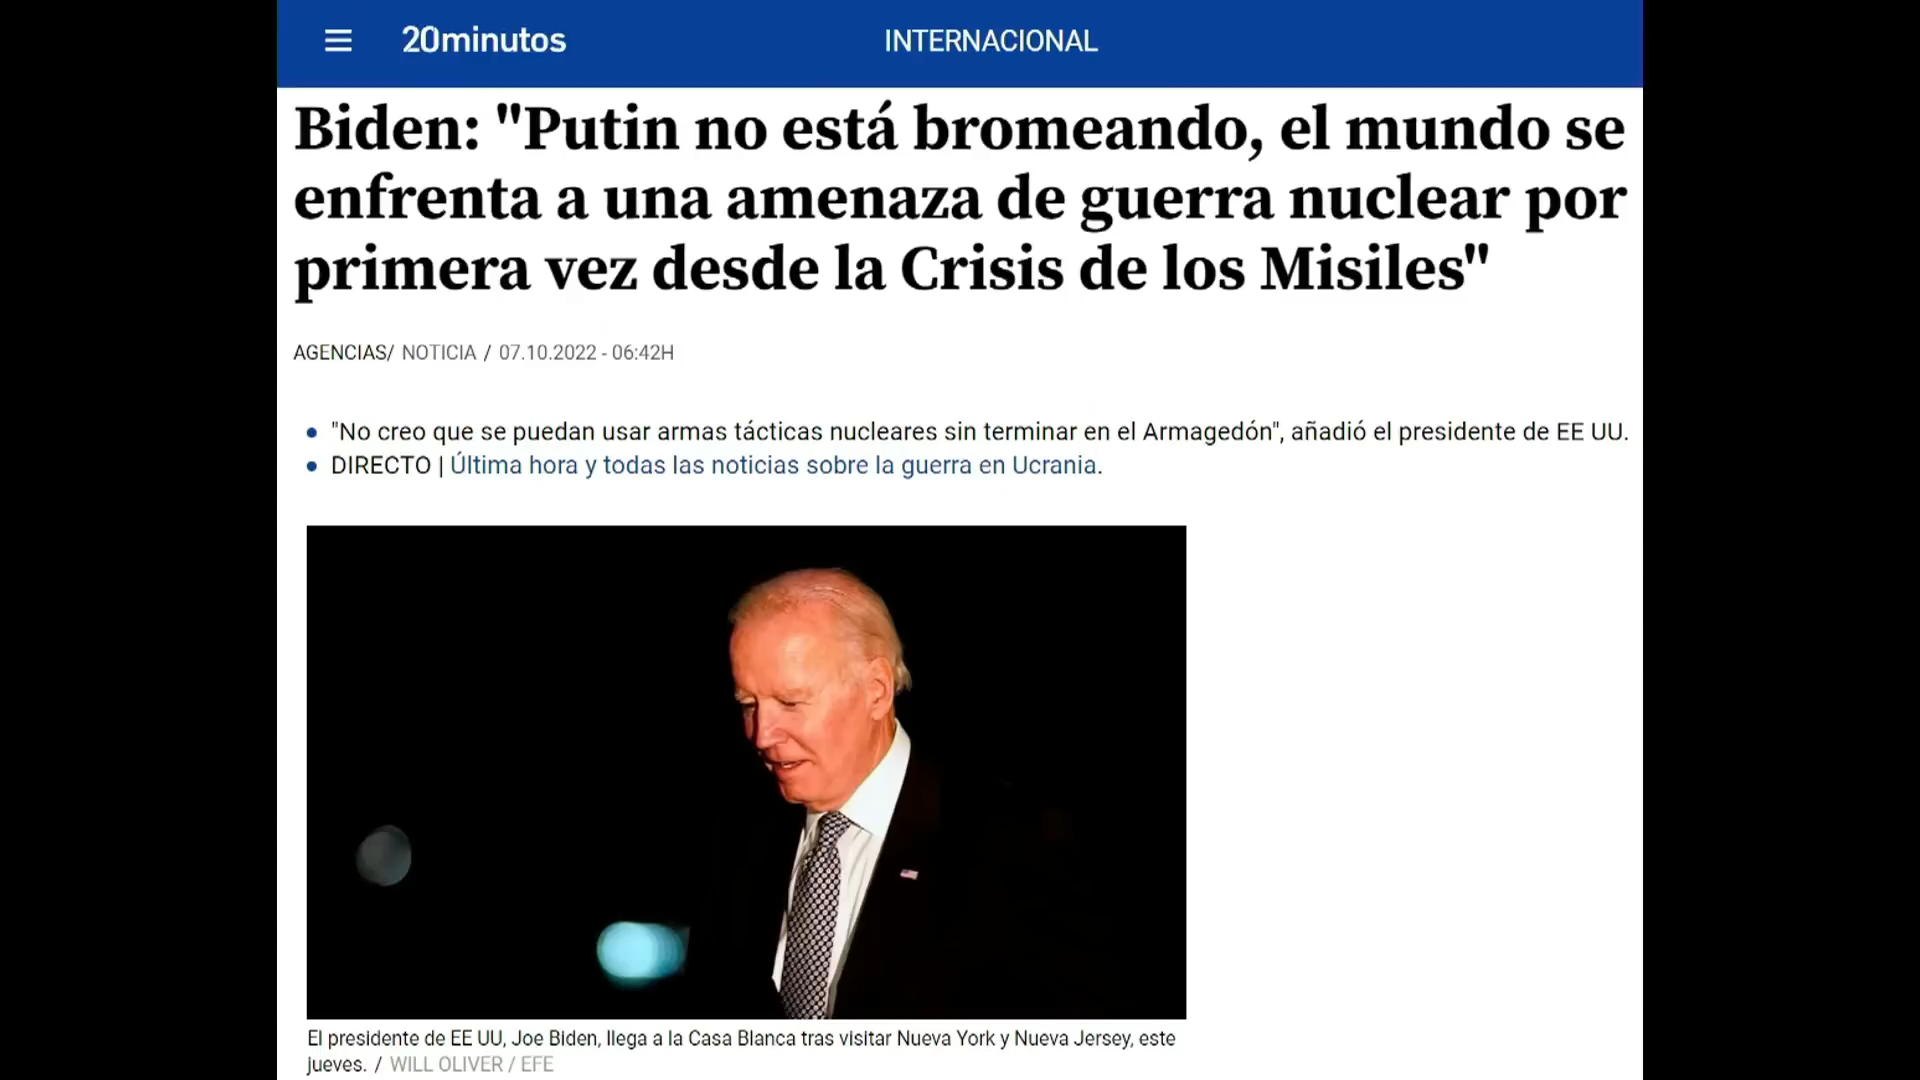 20minutos
INTERNACIONAL
Biden: "Putin no está bromeando, el mundo se
enfrenta a una amenaza de guerra nuclear por
primera vez desde la Crisis de los Misiles"
AGENCIAS/ NOTICIA / 07.10.2022 - 06:42H
"No creo que se puedan usar armas tácticas nucleares sin terminar en el Armagedón", añadió el presidente de EE UU.
DIRECTO | Última hora y todas las noticias sobre la guerra en Ucrania.
El presidente de EE UU, Joe Biden, llega a la Casa Blanca tras visitar Nueva York y Nueva Jersey, este
jueves. / WILL OLIVER / EFE